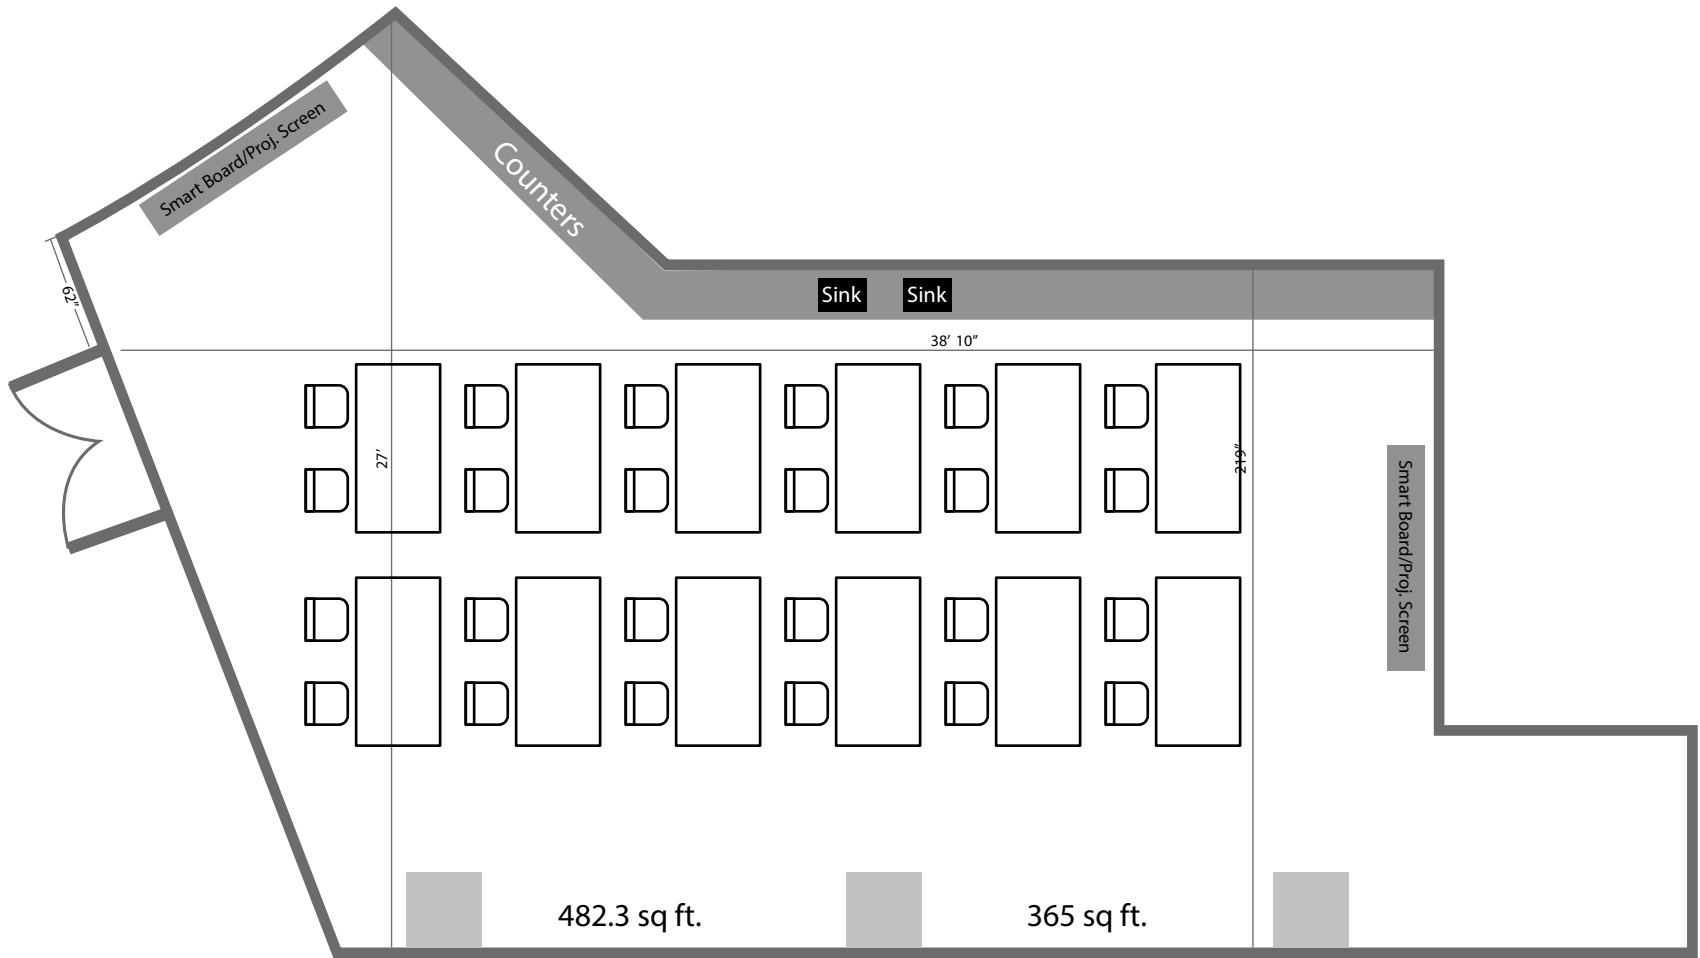 Smart Board/Proj. Screen
Counters
62”
Sink
Sink
38’ 10”
27’
219”
Smart Board/Proj. Screen
482.3 sq ft.
365 sq ft.